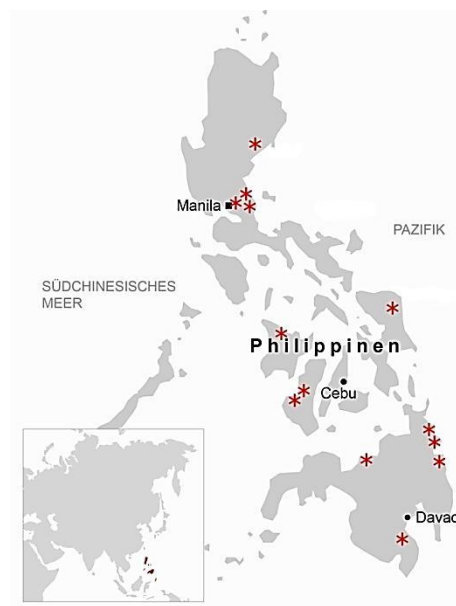 Manila
PAZIFIK
SÜDCHINESISCHES
MEER
Philippinen
Cebu
Davao